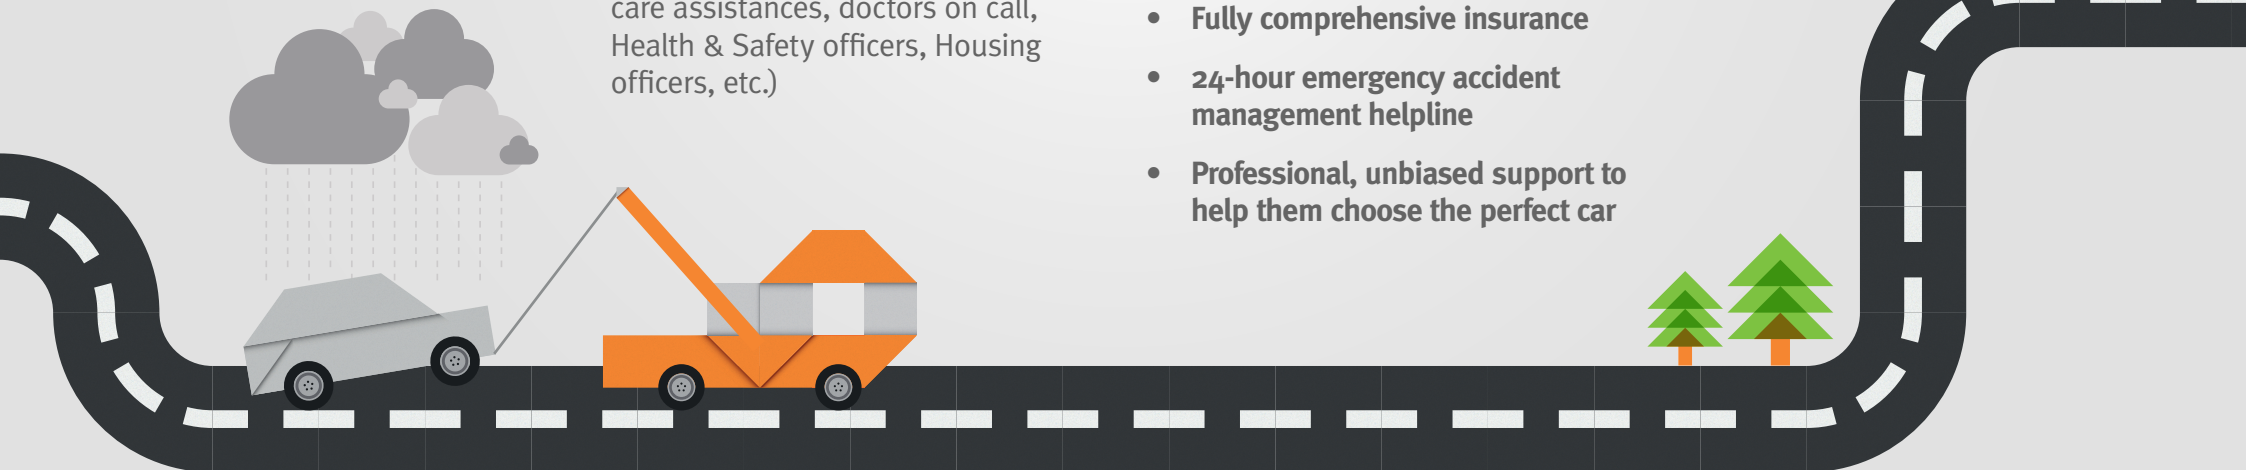 care assistances, doctors on call,
Health & Safety officers, Housing
officers, etc.)
• Fully comprehensive insurance
• 24-hour emergency accident
management helpline
• Professional, unbiased support to
help them choose the perfect car